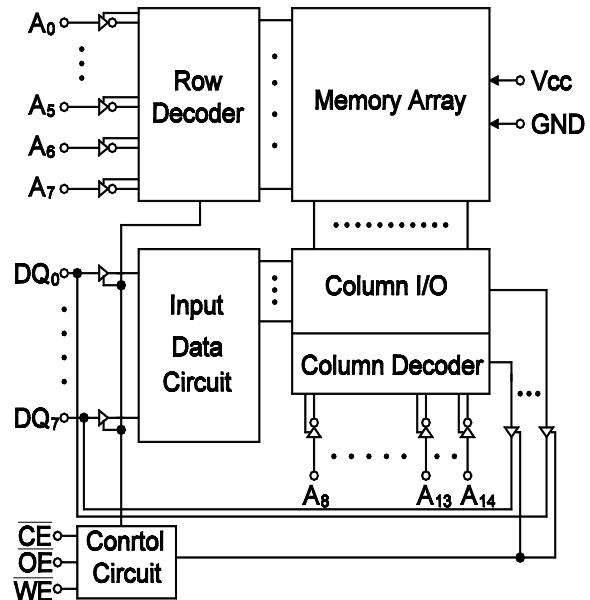 A0
A5
A6
A7
Row
Decoder
Memory Array
Vcc
GND
DQ0
DQ7
Input
Data
Circuit
Column I/O
Column Decoder
A8
A13
A14
CE
OE
WE
Conrtol
Circuit